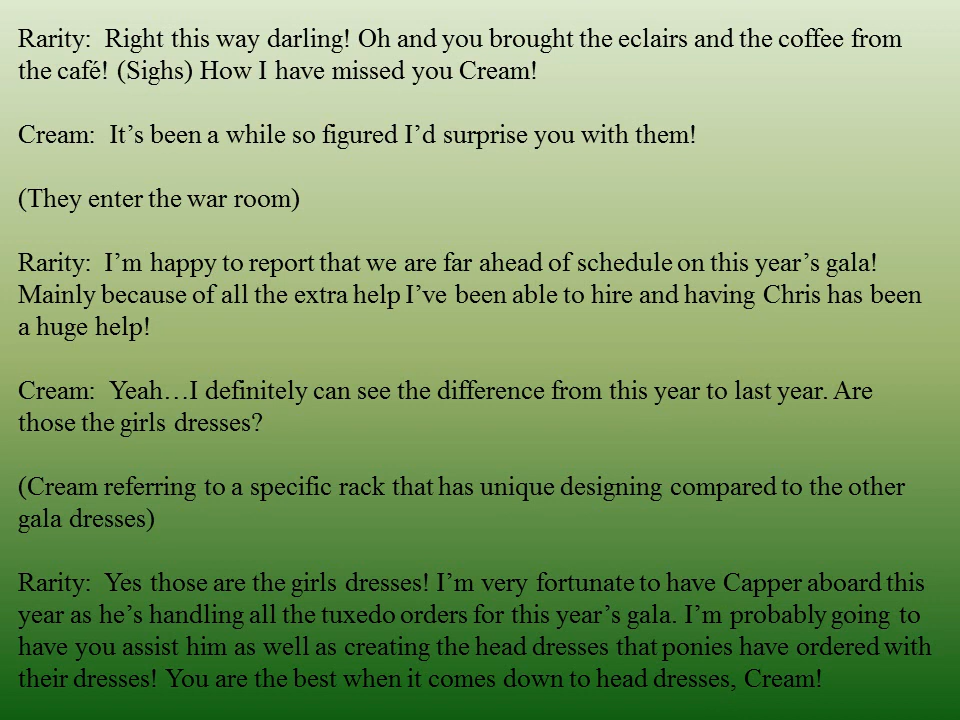 Rarity:  Right this way darling! Oh and you brought the eclairs and the coffee from
the café! (Sighs) How I have missed you Cream!
Cream:  It’s been a while so figured I’d surprise you with them!
(They enter the war room)
Rarity:  I’m happy to report that we are far ahead of schedule on this year’s gala!
Mainly because of all the extra help I’ve been able to hire and having Chris has been
a huge help!
Cream:  Yeah…I definitely can see the difference from this year to last year. Are
those the girls dresses?
(Cream referring to a specific rack that has unique designing compared to the other
gala dresses)
Rarity:  Yes those are the girls dresses! I’m very fortunate to have Capper aboard this
year as he’s handling all the tuxedo orders for this year’s gala. I’m probably going to
have you assist him as well as creating the head dresses that ponies have ordered with
their dresses! You are the best when it comes down to head dresses, Cream!